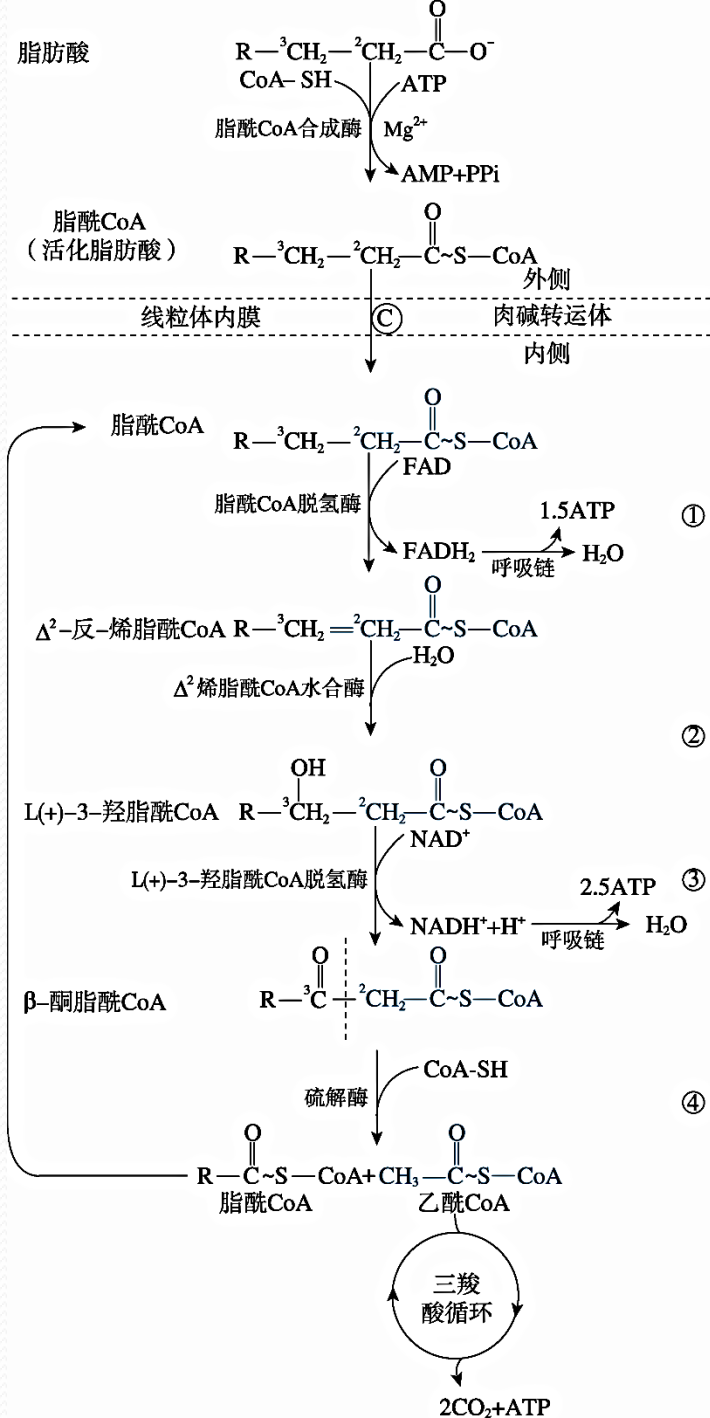 O
脂肪酸 R—³CH₂—²CH₂—C—O⁻
CoA–SH ATP
脂酰CoA合成酶 Mg²⁺
AMP+PPi
脂酰CoA
（活化脂肪酸）
O
R—³CH₂—²CH₂—C~S—CoA
外侧
线粒体内膜 C 肉碱转运体
内侧
O
脂酰CoA R—³CH₂—²CH₂—C~S—CoA
FAD
脂酰CoA脱氢酶 ①
1.5ATP
FADH₂ 呼吸链 H₂O
O
Δ²–反–烯脂酰CoA R—³CH₂=²CH₂—C~S—CoA
H₂O
Δ²烯脂酰CoA水合酶
②
OH O
L(+)–3–羟脂酰CoA R—³CH₂—²CH₂—C~S—CoA
NAD⁺
L(+)–3–羟脂酰CoA脱氢酶 ③
2.5ATP
NADH⁺+H⁺ 呼吸链 H₂O
O O
β–酮脂酰CoA R—³C—²CH₂—C~S—CoA
CoA-SH
硫解酶 ④
O O
R—C~S—CoA+CH₃—C~S—CoA
脂酰CoA 乙酰CoA
三羧
酸循环
2CO₂+ATP